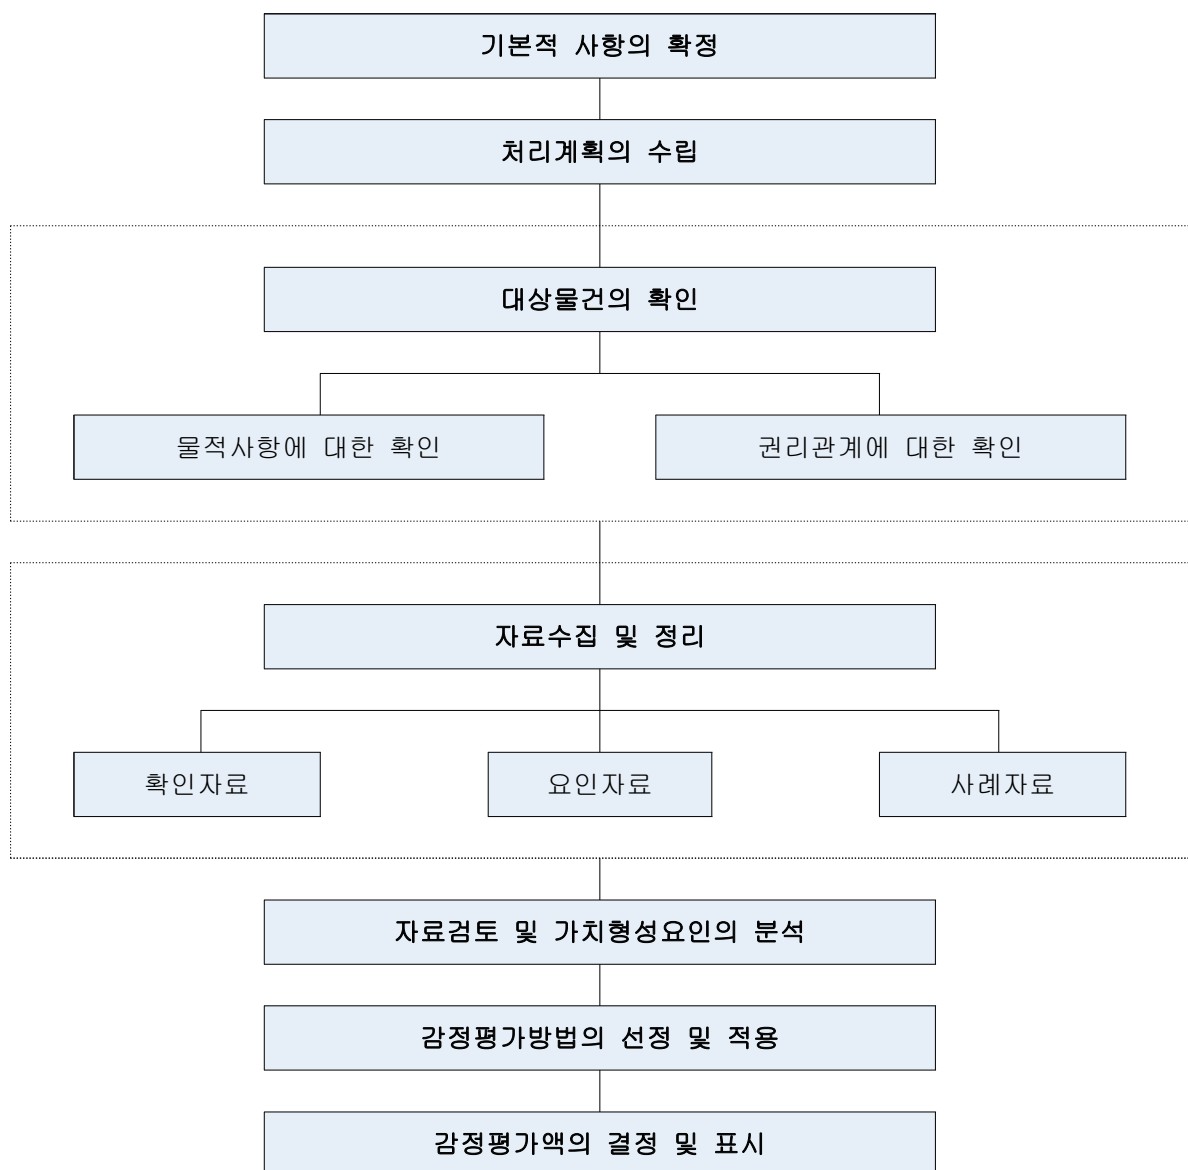 기본적 사항의 확정
처리계획의 수립
대상물건의 확인
물적사항에 대한 확인
권리관계에 대한 확인
자료수집 및 정리
확인자료
요인자료
사례자료
자료검토 및 가치형성요인의 분석
감정평가방법의 선정 및 적용
감정평가액의 결정 및 표시